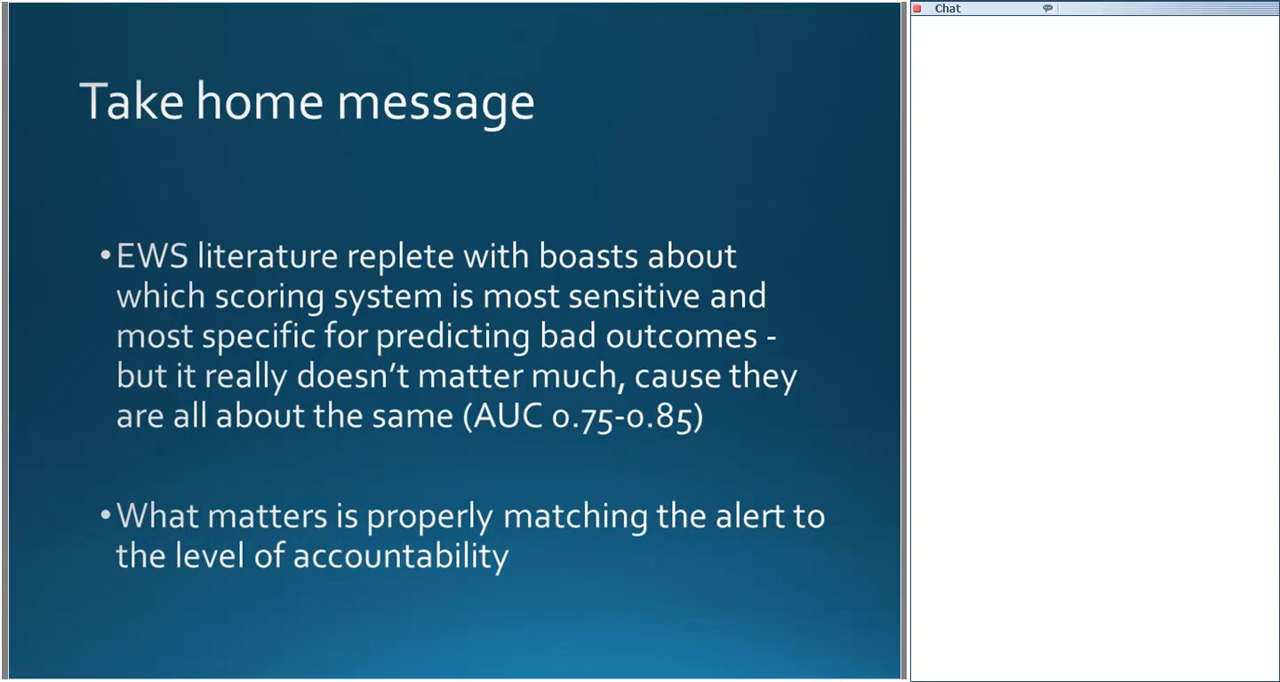 Chat
Take home message
•EWS literature replete with boasts about
which scoring system is most sensitive and
most specific for predicting bad outcomes -
but it really doesn't matter much, cause they
are all about the same (AUC 0.75-0.85)
•What matters is properly matching the alert to
the level of accountability